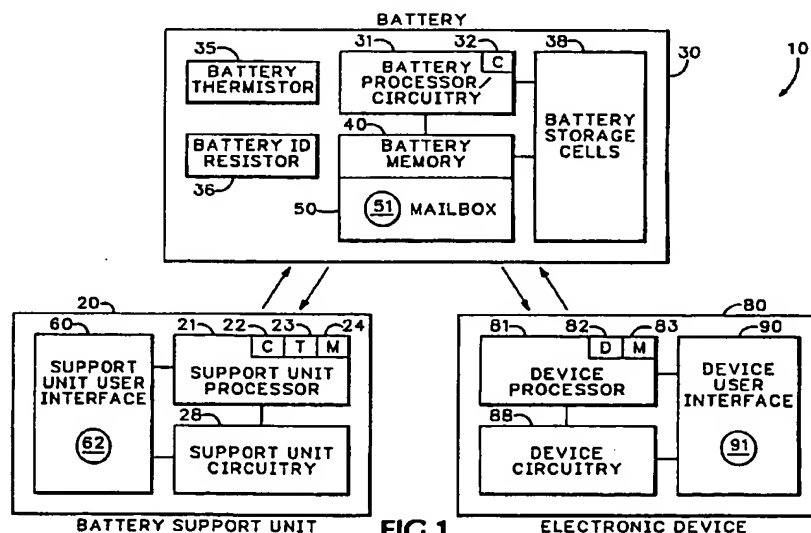 BATTERY
35
31
32
38
30
10
BATTERY THERMISTOR
BATTERY PROCESSOR/ CIRCUITRY
C
BATTERY STORAGE CELLS
40
BATTERY ID RESISTOR
36
BATTERY MEMORY
50
51 MAILBOX
20
60
21
22
23
24
C T M
SUPPORT UNIT USER INTERFACE
62
SUPPORT UNIT PROCESSOR
28
SUPPORT UNIT CIRCUITRY
BATTERY SUPPORT UNIT
80
81
82
83
90
D M
DEVICE PROCESSOR
88
DEVICE CIRCUITRY
DEVICE USER INTERFACE
91
ELECTRONIC DEVICE
FIG.1